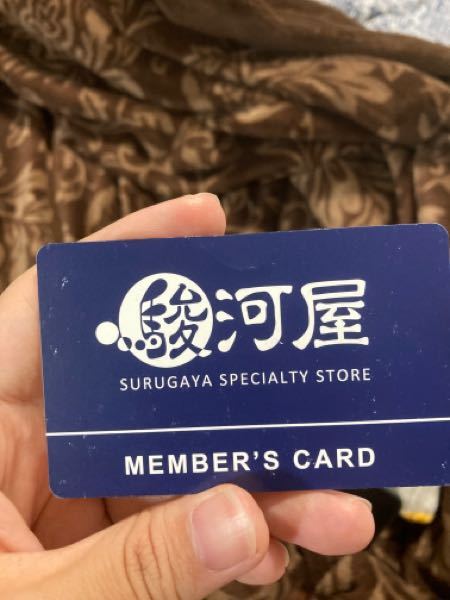 駿河屋
SURUGAYA SPECIALTY STORE
MEMBER'S CARD